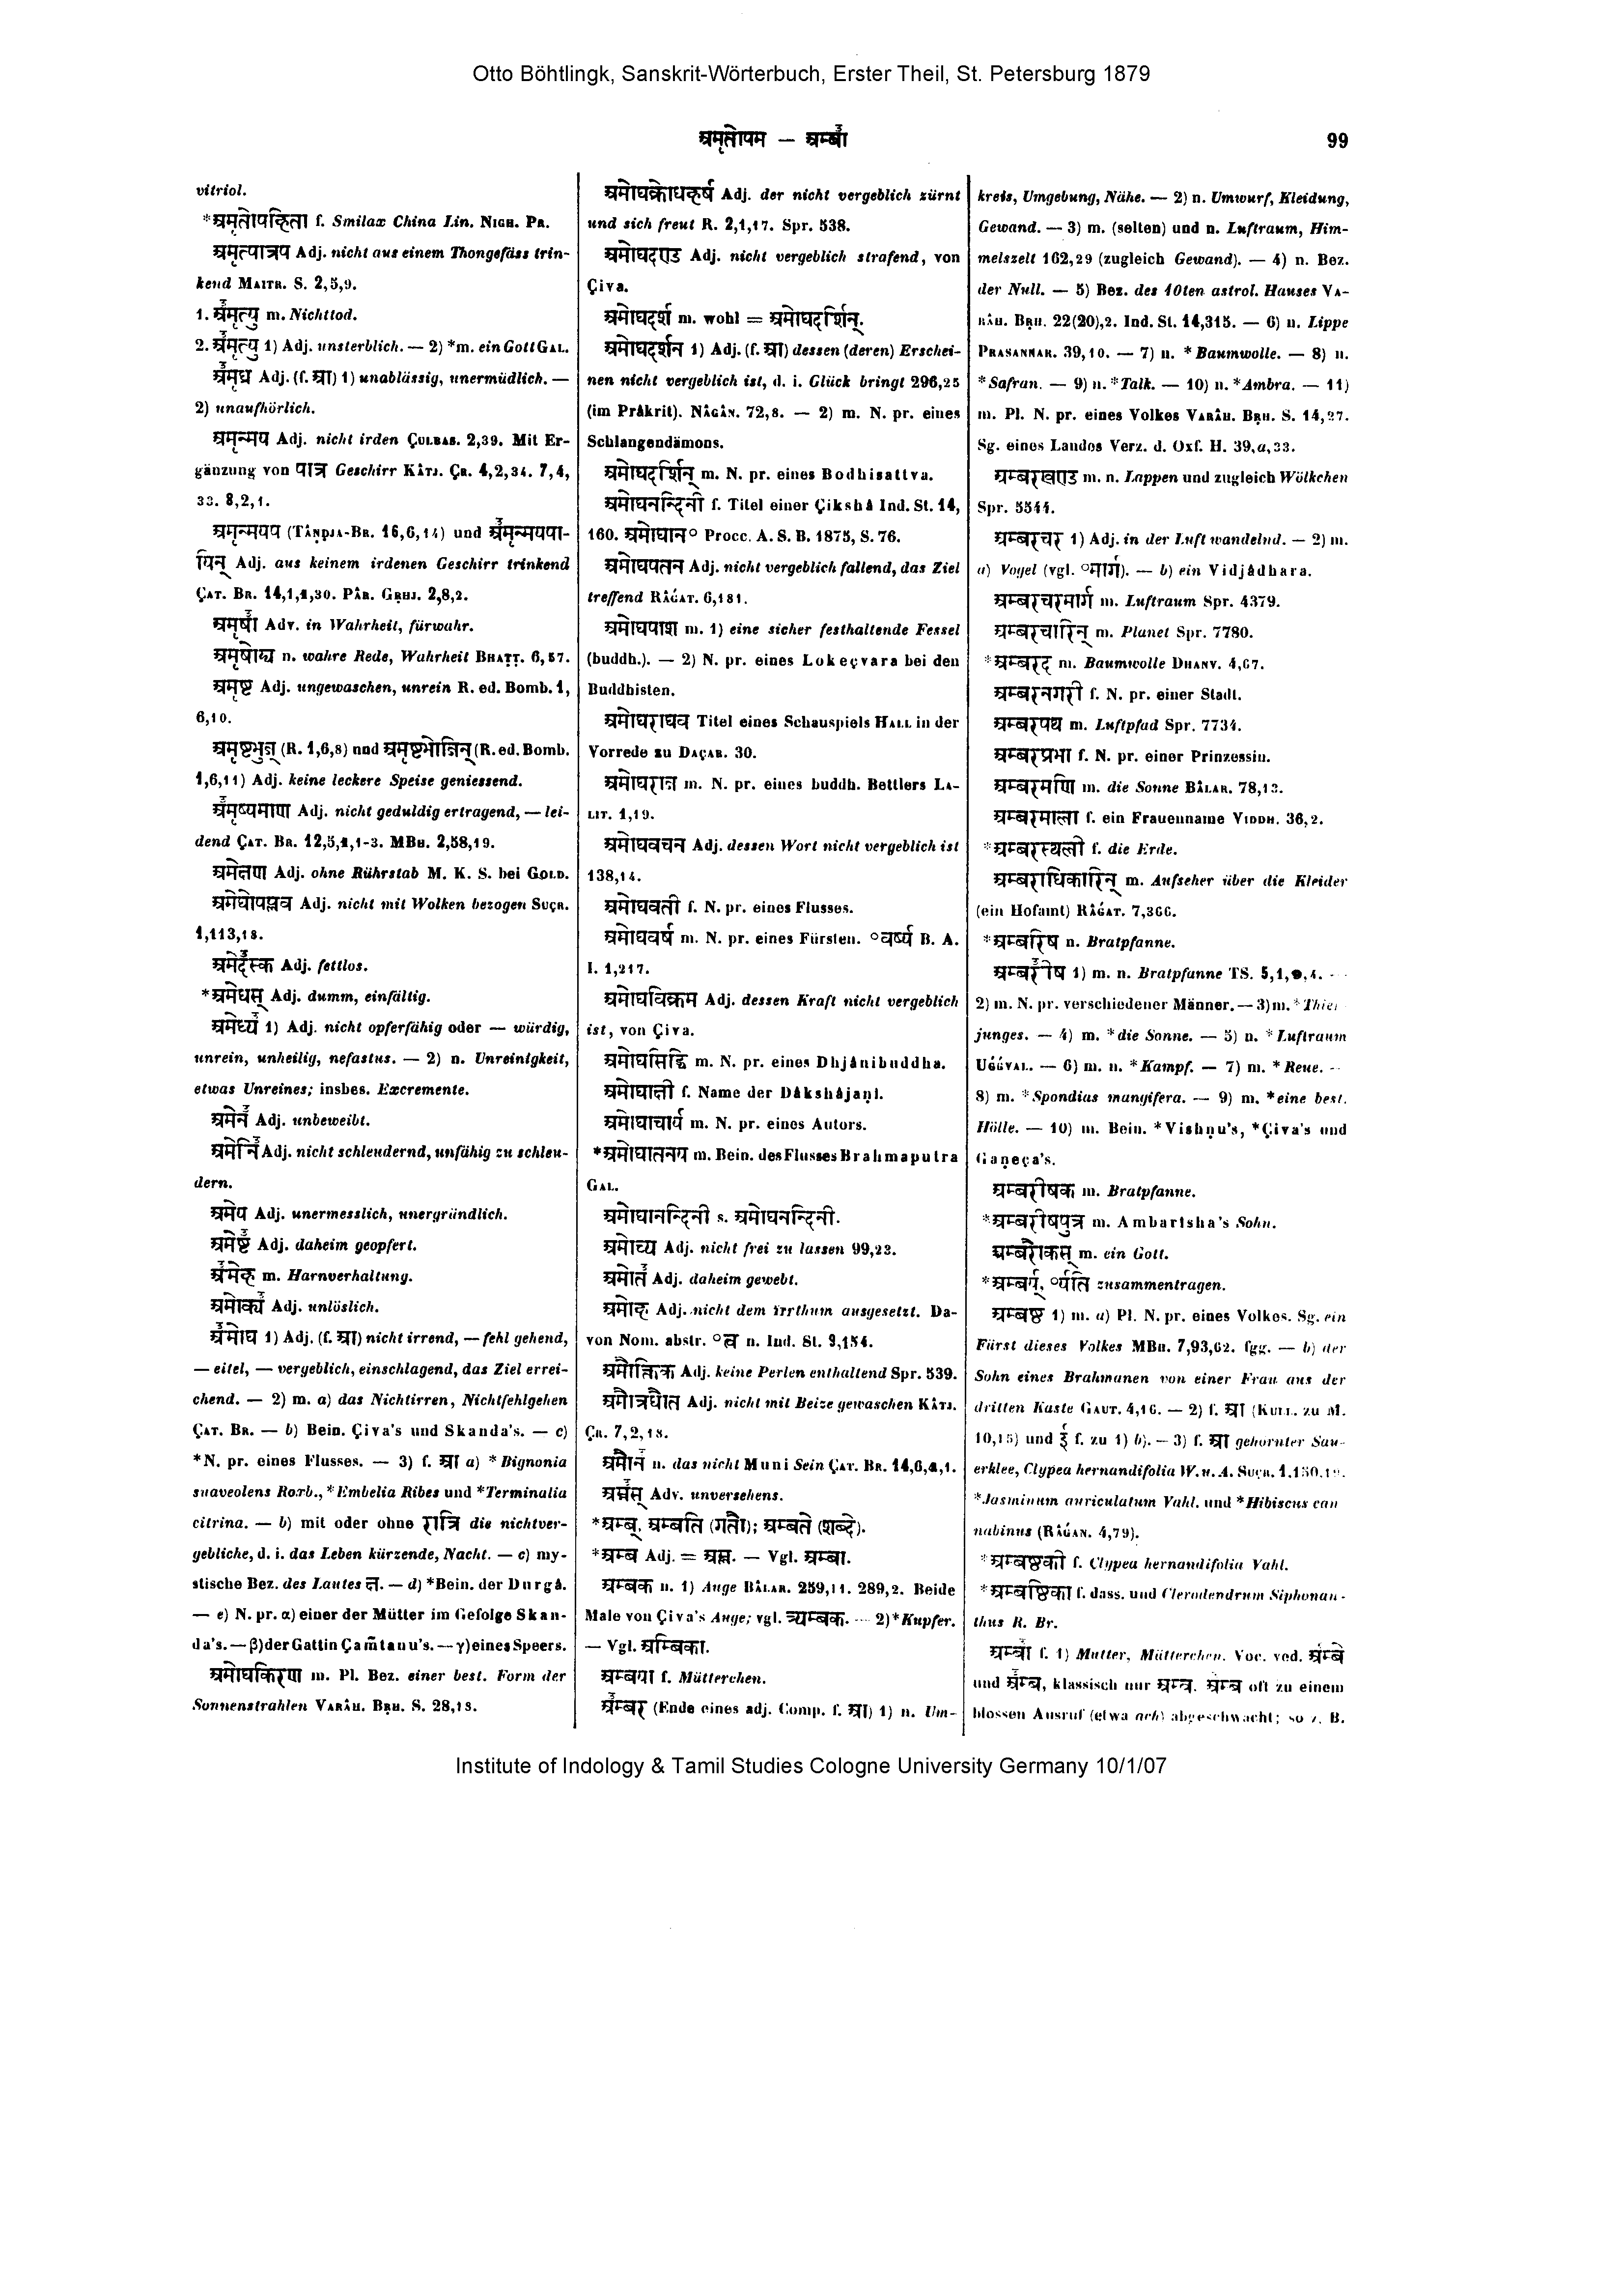 Otto Böhtlingk, Sanskrit-Wörterbuch, Erster Theil, St. Petersburg 1879
अमृतोपम — अम्बा॑ 99
vitriol.
*अमृतोपहिता f. Smilax China Lin. NIGH. PR.
अमृत्पात्रप Adj. nicht aus einem Thongefäss trin-
kend MAITR. S. 2,5,9.
1. अ॑मृत्यु m. Nichttod.
2. अ॑मृत्यु 1) Adj. unsterblich. — 2) *m. ein Gott GAL.
अ॑मृध्र Adj. (f. आ) 1) unablässig, unermüdlich. —
2) unaufhörlich.
अमृन्मय Adj. nicht irden ÇULBAS. 2,39. Mit Er-
gänzung von पात्र Geschirr KÂTJ. ÇR. 4,2,34. 7,4,
33. 8,2,1.
अमृन्मयप (TÂṆḌJA-BR. 16,6,14) und अ॑मृन्मयपा-
यिन् Adj. aus keinem irdenen Geschirr trinkend
ÇAT. BR. 14,1,1,30. PÂR. GṚHJ. 2,8,2.
अमृषा॑ Adv. in Wahrheit, fürwahr.
अमृषोद्य n. wahre Rede, Wahrheit BHAṬṬ. 6,57.
अमृष्ट Adj. ungewaschen, unrein R. ed. Bomb. 1,
6,10.
अमृष्टभुज् (R. 1,6,8) und अमृष्टभोजिन् (R. ed. Bomb.
1,6,11) Adj. keine leckere Speise geniessend.
अ॑मृष्यमाण Adj. nicht geduldig ertragend, — lei-
dend ÇAT. BR. 12,5,1,1-3. MBH. 2,58,19.
अमेक्षण Adj. ohne Rührstab M. K. S. bei GOLD.
अमेघोपप्लव Adj. nicht mit Wolken bezogen SUÇR.
1,113,18.
अमेद॑स्क Adj. fettlos.
*अमेधस् Adj. dumm, einfältig.
अमेध्य॑ 1) Adj. nicht opferfähig oder — würdig,
unrein, unheilig, nefastus. — 2) n. Unreinigkeit,
etwas Unreines; insbes. Excremente.
अमेन॑ Adj. unbeweibt.
अमेनि॑ Adj. nicht schleudernd, unfähig zu schleu-
dern.
अमेय Adj. unermesslich, unergründlich.
अमेष्ट॑ Adj. daheim geopfert.
अ॑मेह m. Harnverhaltung.
अमोक्य॑ Adj. unlöslich.
अ॑मोघ 1) Adj. (f. आ) nicht irrend, — fehl gehend,
— eitel, — vergeblich, einschlagend, das Ziel errei-
chend. — 2) m. a) das Nichtirren, Nichtfehlgehen
ÇAT. BR. — b) Bein. Çiva's und Skanda's. — c)
*N. pr. eines Flusses. — 3) f. आ a) *Bignonia
suaveolens Roxb., *Embelia Ribes und *Terminalia
citrina. — b) mit oder ohne रात्रि die nichtver-
gebliche, d. i. das Leben kürzende, Nacht. — c) my-
stische Bez. des Lautes क्ष. — d) *Bein. der Durgâ.
— e) N. pr. α) einer der Mütter im Gefolge Skan-
da's. — β) der Gattin Çam̃tanu's. — γ) eines Speers.
अमोघकिरण m. Pl. Bez. einer best. Form der
Sonnenstrahlen VARÂH. BṚH. S. 28,18.
अमोघक्रोधहर्ष Adj. der nicht vergeblich zürnt
und sich freut R. 2,1,17. Spr. 538.
अमोघदण्ड Adj. nicht vergeblich strafend, von
Çiva.
अमोघदर्श m. wohl = अमोघदर्शिन्.
अमोघदर्शन 1) Adj. (f. आ) dessen (deren) Erschei-
nen nicht vergeblich ist, d. i. Glück bringt 296,25
(im Prâkrit). NÂGÂN. 72,8. — 2) m. N. pr. eines
Schlangendämons.
अमोघदर्शिन् m. N. pr. eines Bodhisattva.
अमोघनन्दिनी f. Titel einer Çikshâ Ind. St. 14,
160. अमोघान° Procc. A. S. B. 1875, S. 76.
अमोघपतन Adj. nicht vergeblich fallend, das Ziel
treffend RÂǴAT. 6,181.
अमोघपाश m. 1) eine sicher festhaltende Fessel
(buddh.). — 2) N. pr. eines Lokeçvara bei den
Buddhisten.
अमोघराघव Titel eines Schauspiels HALL in der
Vorrede zu DAÇAR. 30.
अमोघराज m. N. pr. eines buddh. Bettlers LA-
LIT. 1,19.
अमोघवचन Adj. dessen Wort nicht vergeblich ist
138,14.
अमोघवती f. N. pr. eines Flusses.
अमोघवर्ष m. N. pr. eines Fürsten. °वर्ष्य B. A.
I. 1,217.
अमोघविक्रम Adj. dessen Kraft nicht vergeblich
ist, von Çiva.
अमोघसिद्धि m. N. pr. eines Dhjânibuddha.
अमोघाक्षी f. Name der Dâkshâjaṇî.
अमोघाचार्य m. N. pr. eines Autors.
*अमोघातनय m. Bein. des Flusses Brahmaputra
GAL.
अमोघानन्दिनी s. अमोघनन्दिनी.
अमोच्य Adj. nicht frei zu lassen 99,23.
अमोत॑ Adj. daheim gewebt.
अमोह Adj. nicht dem Irrthum ausgesetzt. Da-
von Nom. abstr. °त्व n. Ind. St. 9,154.
अमौक्तिक Adj. keine Perlen enthaltend Spr. 539.
अमौत्रधौत Adj. nicht mit Beize gewaschen KÂTJ.
ÇR. 7,2,18.
अमौन॑ n. das nicht Muni Sein ÇAT. BR. 14,6,4,1.
अम्न॑स् Adv. unversehens.
*अम्ब्, अम्बति (गतौ); अम्बते (शब्दे).
*अम्ब Adj. = अम्ल. — Vgl. अम्बा.
अम्बक n. 1) Auge BÂLAR. 259,11. 289,2. Beide
Male von Çiva's Auge; vgl. त्र्यम्बक. — 2) *Kupfer.
— Vgl. अम्बिका.
अम्बया f. Mütterchen.
अ॑म्बर (Ende eines adj. Comp. f. आ) 1) n. Um-
kreis, Umgebung, Nähe. — 2) n. Umwurf, Kleidung,
Gewand. — 3) m. (selten) und n. Luftraum, Him-
melszelt 162,29 (zugleich Gewand). — 4) n. Bez.
der Null. — 5) Bez. des 10ten astrol. Hauses VA-
RÂH. BṚH. 22(20),2. Ind. St. 14,315. — 6) n. Lippe
PRASANNAR. 39,10. — 7) n. *Baumwolle. — 8) n.
*Safran. — 9) n. *Talk. — 10) n. *Ambra. — 11)
m. Pl. N. pr. eines Volkes VARÂH. BṚH. S. 14,27.
Sg. eines Landes Verz. d. Oxf. H. 39,a,33.
अम्बरखण्ड m. n. Lappen und zugleich Wölkchen
Spr. 5544.
अम्बरचर 1) Adj. in der Luft wandelnd. — 2) m.
a) Vogel (vgl. °मार्ग). — b) ein Vidjâdhara.
अम्बरचरमार्ग m. Luftraum Spr. 4379.
अम्बरचारिन् m. Planet Spr. 7780.
*अम्बरद m. Baumwolle DHANV. 4,67.
अम्बरनगरी f. N. pr. einer Stadt.
अम्बरपथ m. Luftpfad Spr. 7734.
अम्बरप्रभा f. N. pr. einer Prinzessin.
अम्बरमणि m. die Sonne BÂLAR. 78,13.
अम्बरमाला f. ein Frauenname VIDDH. 36,2.
*अम्बरस्थली f. die Erde.
अम्बराधिकारिन् m. Aufseher über die Kleider
(ein Hofamt) RÂǴAT. 7,366.
*अम्बरिष n. Bratpfanne.
अम्बरी॑ष 1) m. n. Bratpfanne TS. 5,1,9,4. -
2) m. N. pr. verschiedener Männer. — 3) m. *Thier-
junges. — 4) m. *die Sonne. — 5) n. *Luftraum
UǴǴVAL. — 6) m. n. *Kampf. — 7) m. *Reue. —
8) m. *Spondias mangifera. — 9) m. *eine best.
Hölle. — 10) m. Bein. *Vishṇu's, *Çiva's und
Gaṇeça's.
अम्बरीषक m. Bratpfanne.
*अम्बरीषपुत्र m. Ambarîsha's Sohn.
अम्बरौकस् m. ein Gott.
*अम्बर्य्, °र्यति zusammentragen.
अम्बष्ठ 1) m. a) Pl. N. pr. eines Volkes. Sg. ein
Fürst dieses Volkes MBH. 7,93,62. fgg. — b) der
Sohn eines Brahmanen von einer Frau aus der
dritten Kaste GAUT. 4,16. — 2) f. आ (KULL. zu M.
10,15) und ई f. zu 1) b). — 3) f. आ gehörnter Sau-
erklee, Clypea hernandifolia W. u. A. SUÇR. 1,130,19.
*Jasminum auriculatum Vahl. und *Hibiscus can
nabinus (RÂǴAN. 4,79).
*अम्बष्ठकी f. Clypea hernandifolia Vahl.
*अम्बष्ठिका f. dass. und Clerodendrum Siphonan-
thus R. Br.
अम्बा॑ f. 1) Mutter, Mütterchen. Voc. ved. अ॑म्बे
und अ॑म्ब, klassisch nur अम्ब. अम्ब oft zu einem
blossen Ausruf (etwa ach) abgeschwächt; so z. B.
Institute of Indology & Tamil Studies Cologne University Germany 10/1/07